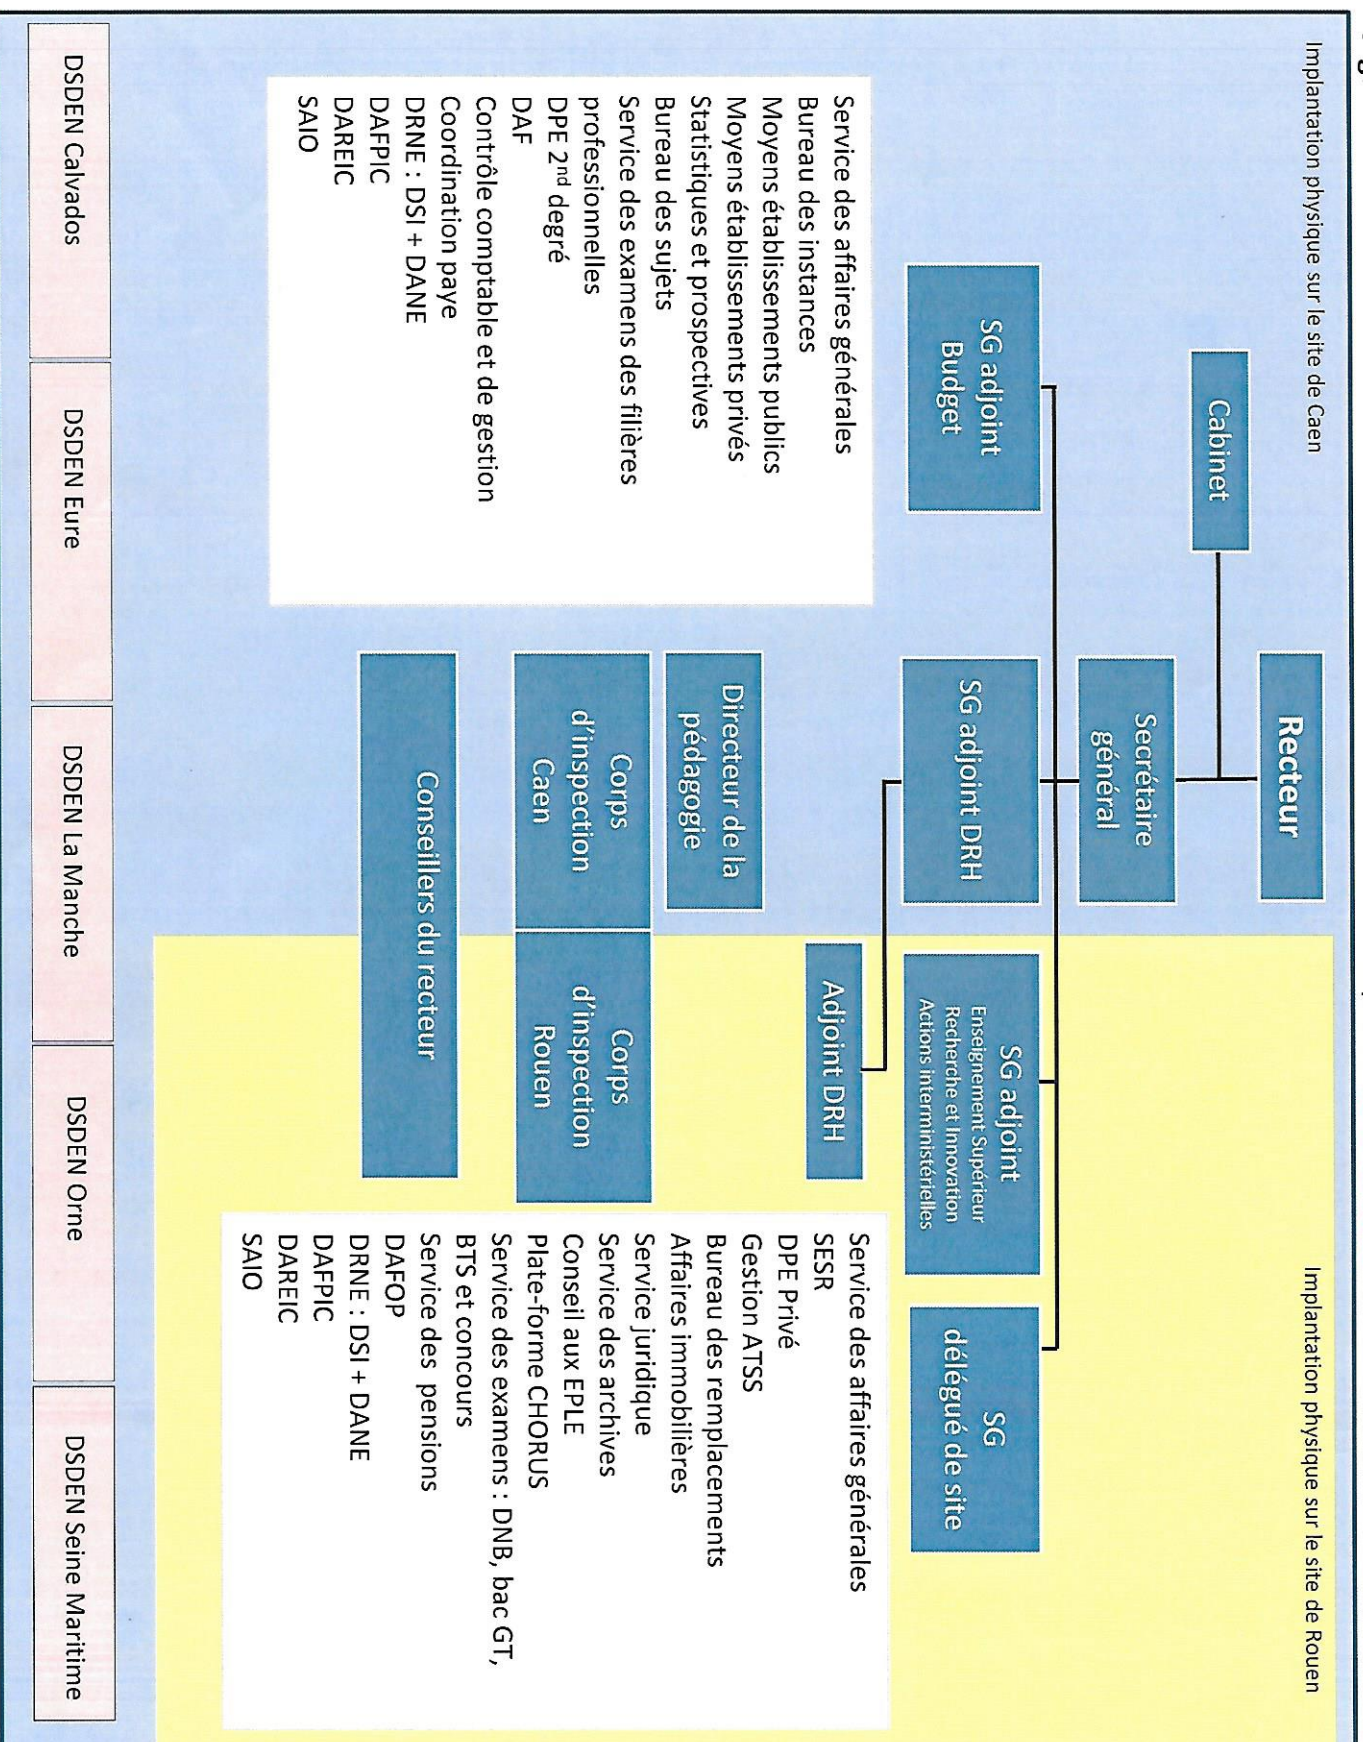 Implantation physique sur le site de Caen
Implantation physique sur le site de Rouen
Recteur
Cabinet
Secrétaire
général
SG adjoint
Budget
SG adjoint DRH
SG adjoint
Enseignement Supérieur
Recherche et Innovation
Actions interministérielles
SG
délégué de site
Adjoint DRH
Directeur de la
pédagogie
Corps
d'inspection
Caen
Corps
d'inspection
Rouen
Conseillers du recteur
Service des affaires générales
Bureau des instances
Moyens établissements publics
Moyens établissements privés
Statistiques et prospectives
Bureau des sujets
Service des examens des filières
professionnelles
DPE 2nd degré
DAF
Contrôle comptable et de gestion
Coordination paye
DRNE : DSI + DANE
DAFPIC
DAREIC
SAIO
Service des affaires générales
SESR
DPE Privé
Gestion ATSS
Bureau des remplacements
Affaires immobilières
Service juridique
Service des archives
Conseil aux EPLE
Plate-forme CHORUS
Service des examens : DNB, bac GT,
BTS et concours
Service des pensions
DAFOP
DRNE : DSI + DANE
DAFPIC
DAREIC
SAIO
DSDEN Calvados
DSDEN Eure
DSDEN La Manche
DSDEN Orne
DSDEN Seine Maritime